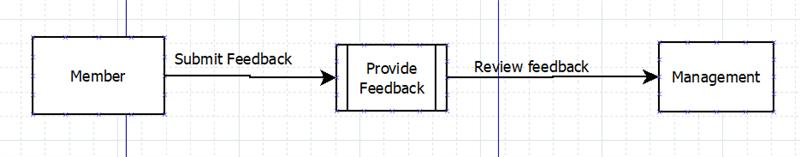 Member
Submit Feedback
Provide
Feedback
Review feedback
Management